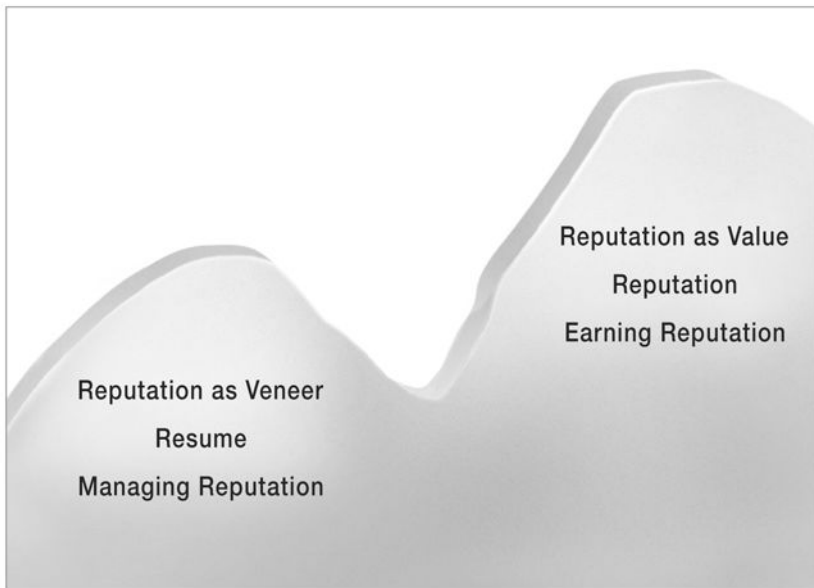 Reputation as Veneer
Resume
Managing Reputation
Reputation as Value
Reputation
Earning Reputation